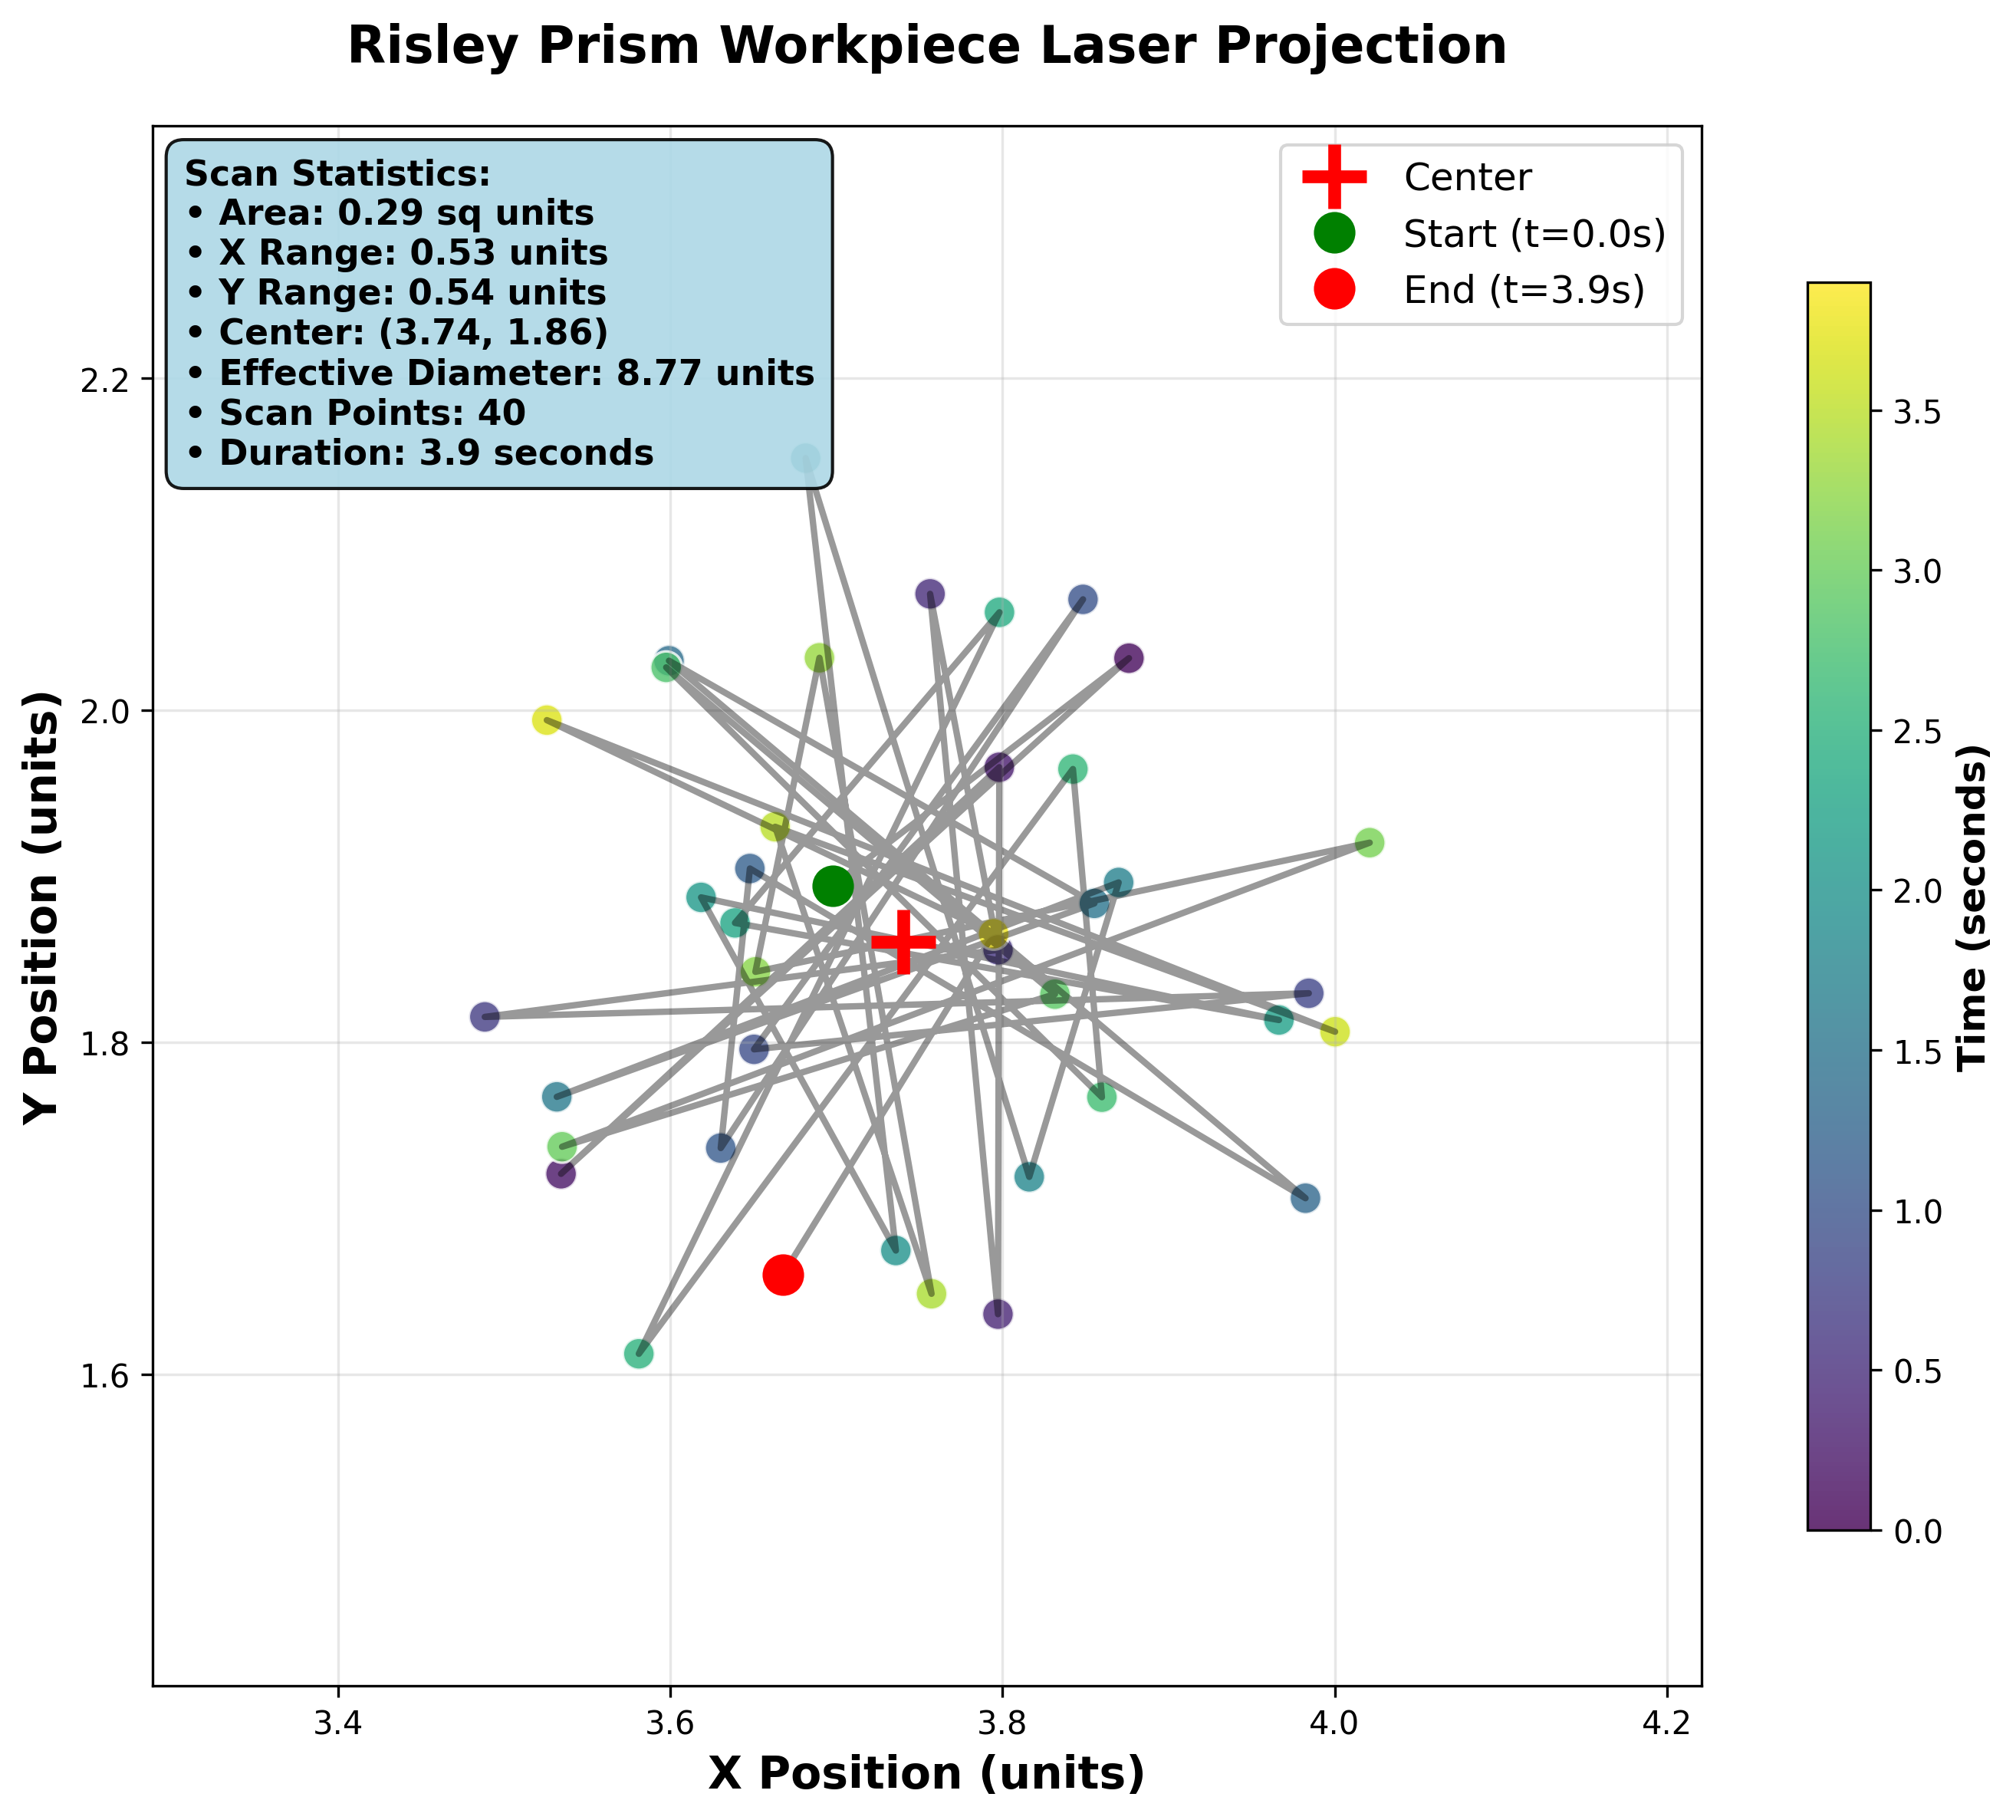 Risley Prism Workpiece Laser Projection
Scan Statistics:
• Area: 0.29 sq units
• X Range: 0.53 units
• Y Range: 0.54 units
• Center: (3.74, 1.86)
• Effective Diameter: 8.77 units
• Scan Points: 40
• Duration: 3.9 seconds
Center
Start (t=0.0s)
End (t=3.9s)
Y Position (units)
2.2
2.0
1.8
1.6
3.4
3.6
3.8
4.0
4.2
X Position (units)
3.5
3.0
2.5
2.0
1.5
1.0
0.5
0.0
Time (seconds)